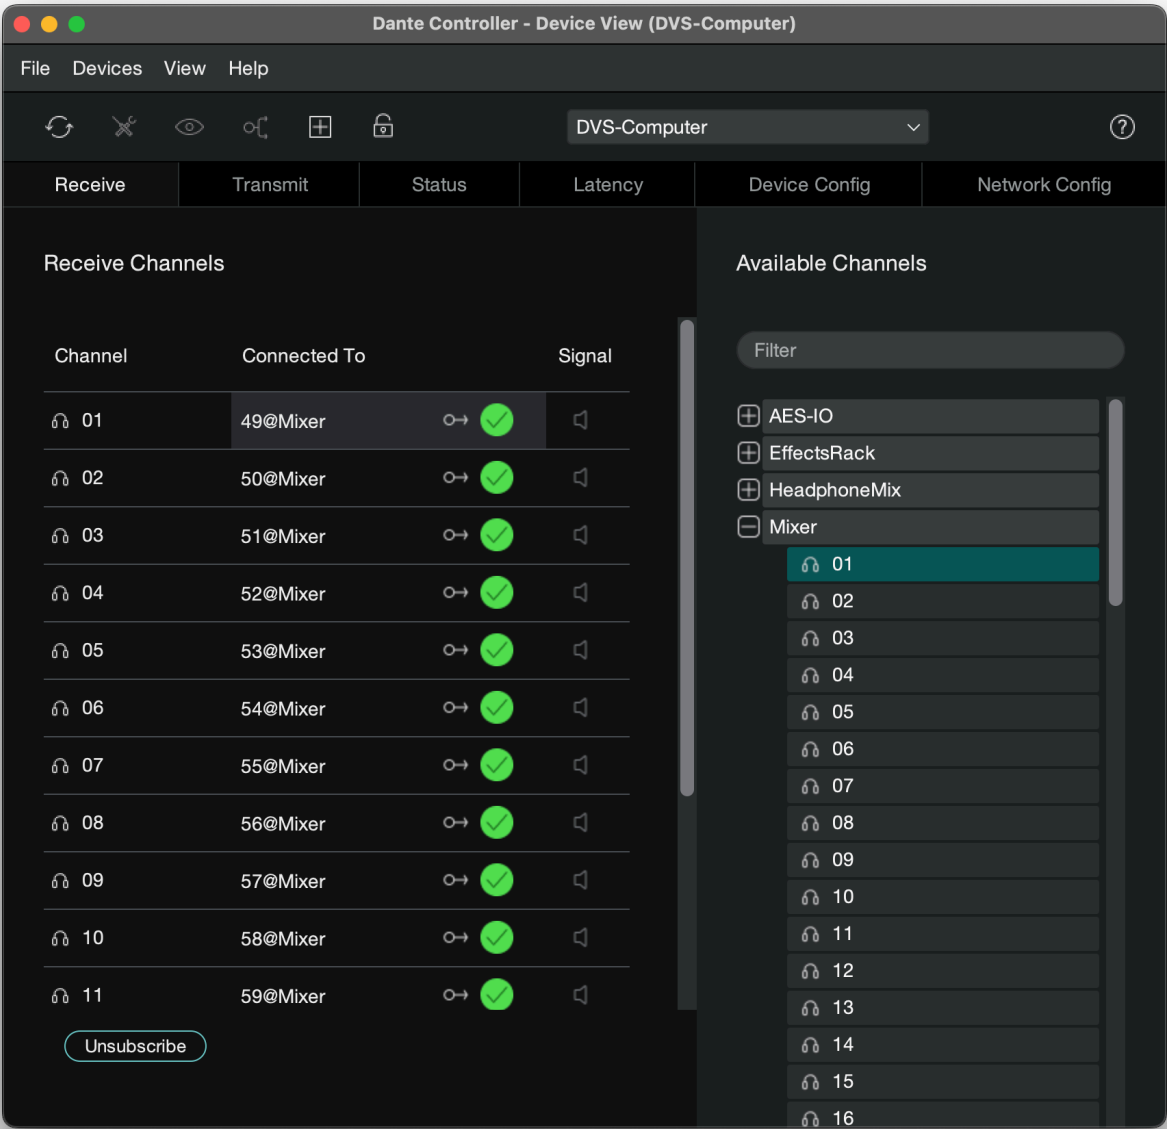 Dante Controller - Device View (DVS-Computer)
File Devices View Help
DVS-Computer
?
Receive Transmit Status Latency Device Config Network Config
Receive Channels
Channel Connected To Signal
01 49@Mixer
02 50@Mixer
03 51@Mixer
04 52@Mixer
05 53@Mixer
06 54@Mixer
07 55@Mixer
08 56@Mixer
09 57@Mixer
10 58@Mixer
11 59@Mixer
Unsubscribe
Available Channels
Filter
AES-IO
EffectsRack
HeadphoneMix
Mixer
01
02
03
04
05
06
07
08
09
10
11
12
13
14
15
16